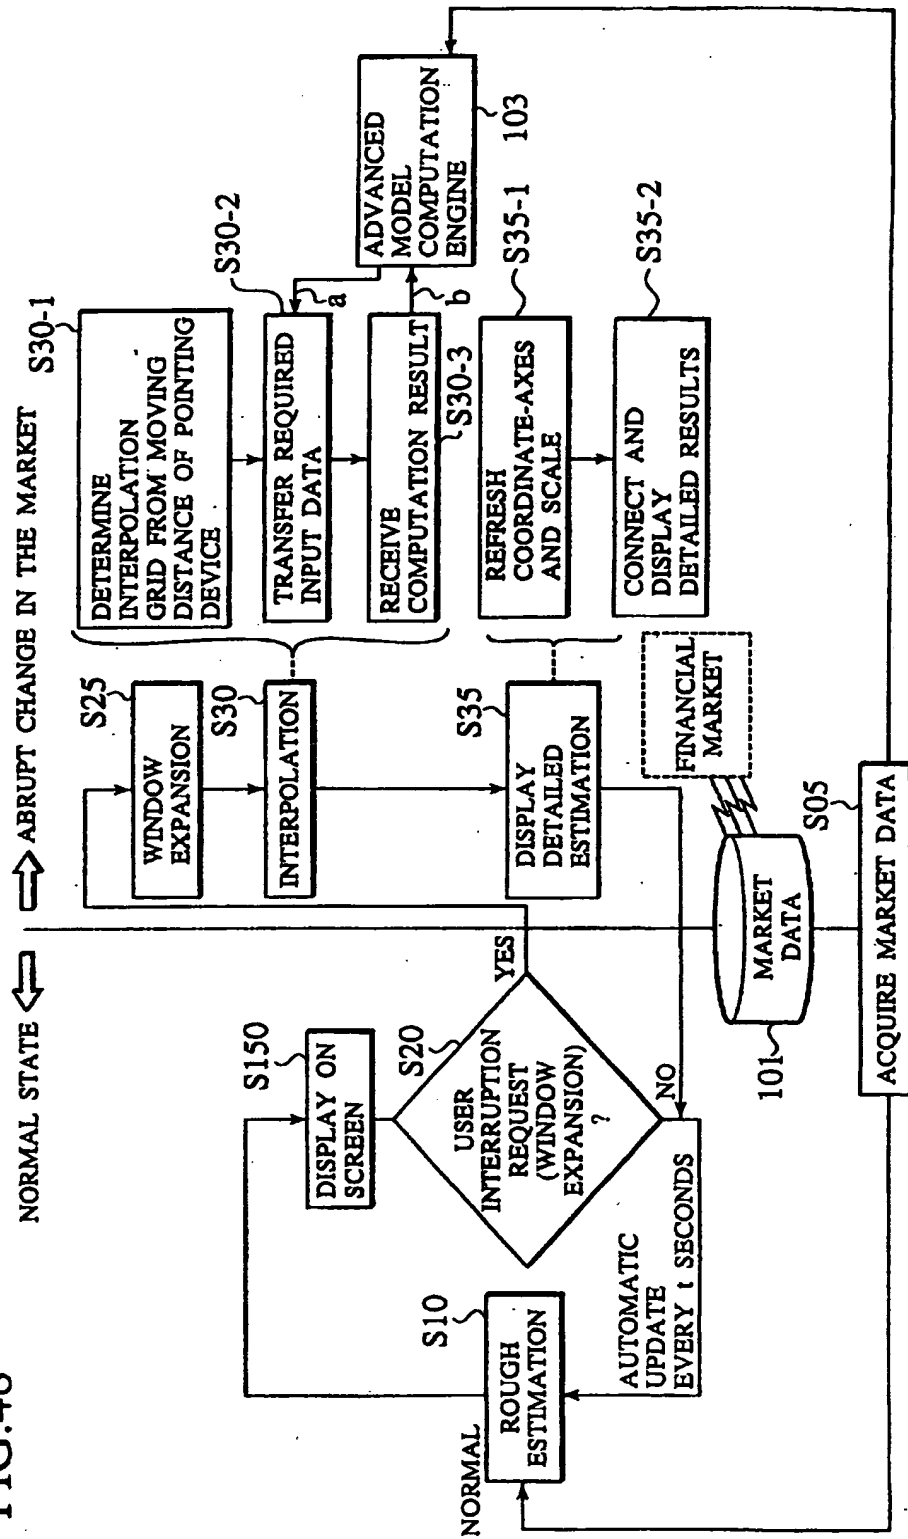 FIG.46
NORMAL STATE
ABRUPT CHANGE IN THE MARKET
NORMAL
S10
ROUGH
ESTIMATION
AUTOMATIC
UPDATE
EVERY t SECONDS
S150
DISPLAY ON
SCREEN
S20
USER
INTERRUPTION
REQUEST
(WINDOW
EXPANSION)
?
YES
NO
S25
WINDOW
EXPANSION
S30
INTERPOLATION
S35
DISPLAY
DETAILED
ESTIMATION
S30-1
DETERMINE
INTERPOLATION
GRID FROM MOVING
DISTANCE OF POINTING
DEVICE
S30-2
TRANSFER REQUIRED
INPUT DATA
RECEIVE
COMPUTATION RESULT
S30-3
a
b
ADVANCED
MODEL
COMPUTATION
ENGINE
103
REFRESH
COORDINATE-AXES
AND SCALE
S35-1
CONNECT AND
DISPLAY
DETAILED RESULTS
S35-2
FINANCIAL
MARKET
MARKET
DATA
101
S05
ACQUIRE MARKET DATA